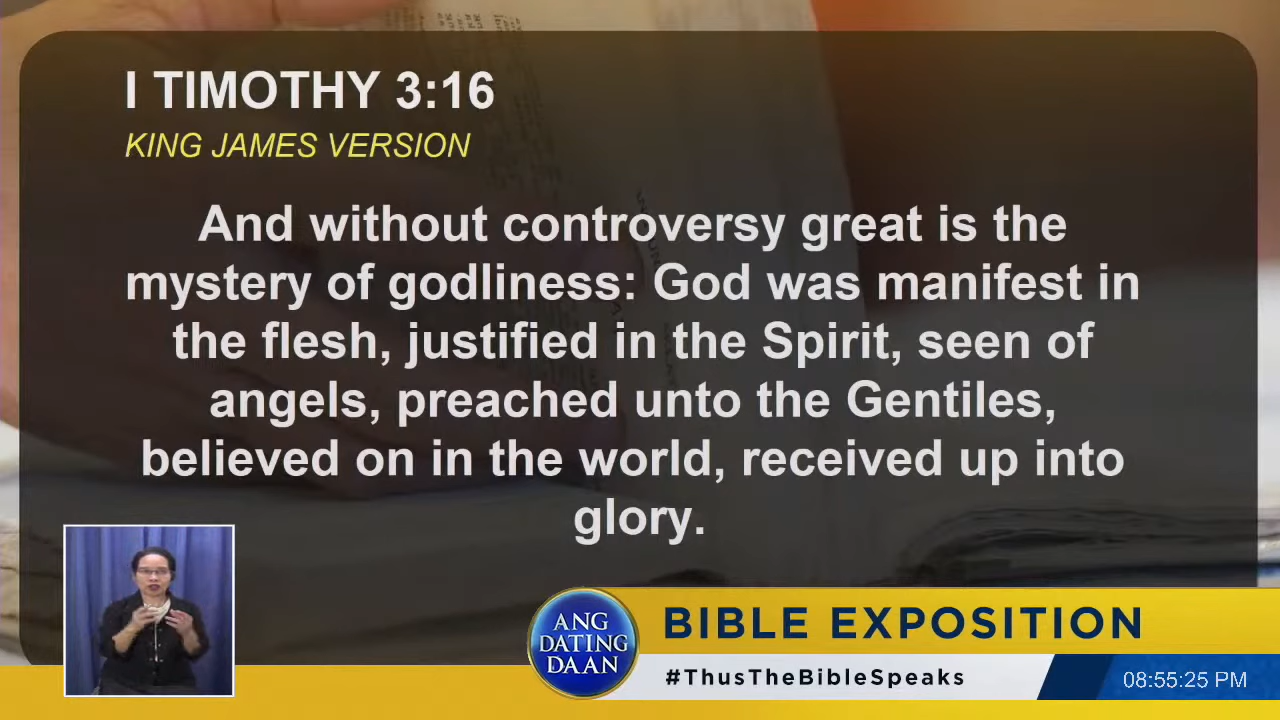 I TIMOTHY 3:16
KING JAMES VERSION
And without controversy great is the
mystery of godliness: God was manifest in
the flesh, justified in the Spirit, seen of
angels, preached unto the Gentiles,
believed on in the world, received up into
glory.
ANG
DATING
DAAN
BIBLE EXPOSITION
#ThusTheBibleSpeaks
08:55:25 PM